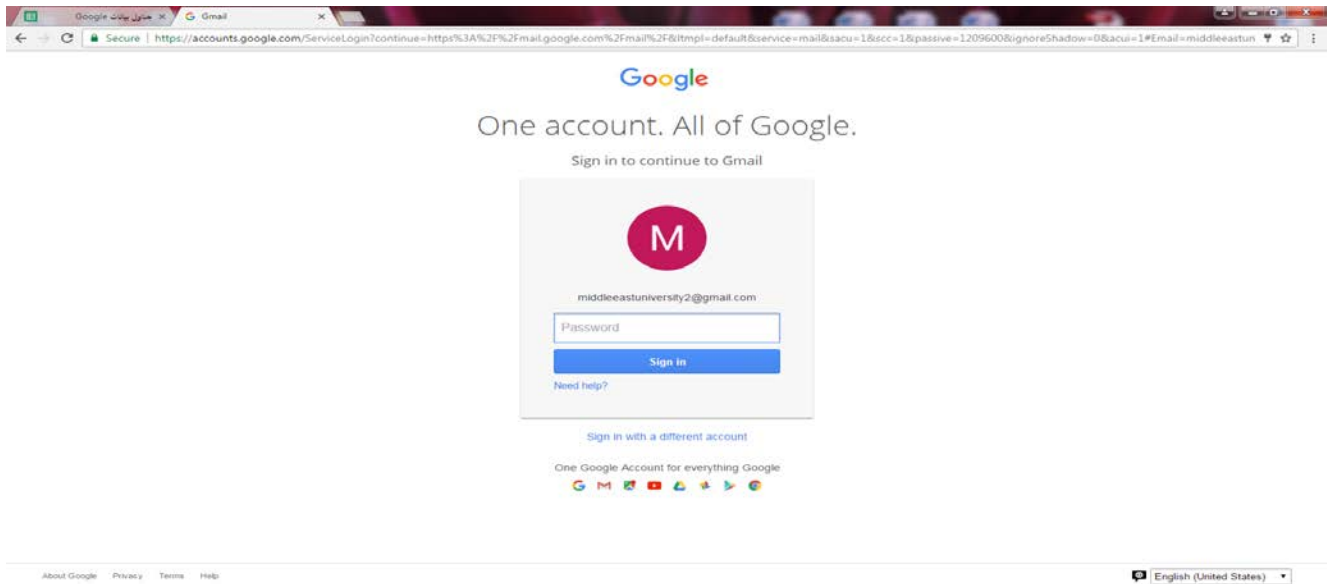 جداول بيانات Google
Gmail
Secure | https://accounts.google.com/ServiceLogin?continue=https%3A%2F%2Fmail.google.com%2Fmail%2F&ltmpl=default&service=mail&sacu=1&scc=1&passive=1209600&ignoreShadow=0&acui=1#Email=middleeastun
Google
One account. All of Google.
Sign in to continue to Gmail
M
middleeastuniversity2@gmail.com
Password
Sign in
Need help?
Sign in with a different account
One Google Account for everything Google
About Google Privacy Terms Help
English (United States)